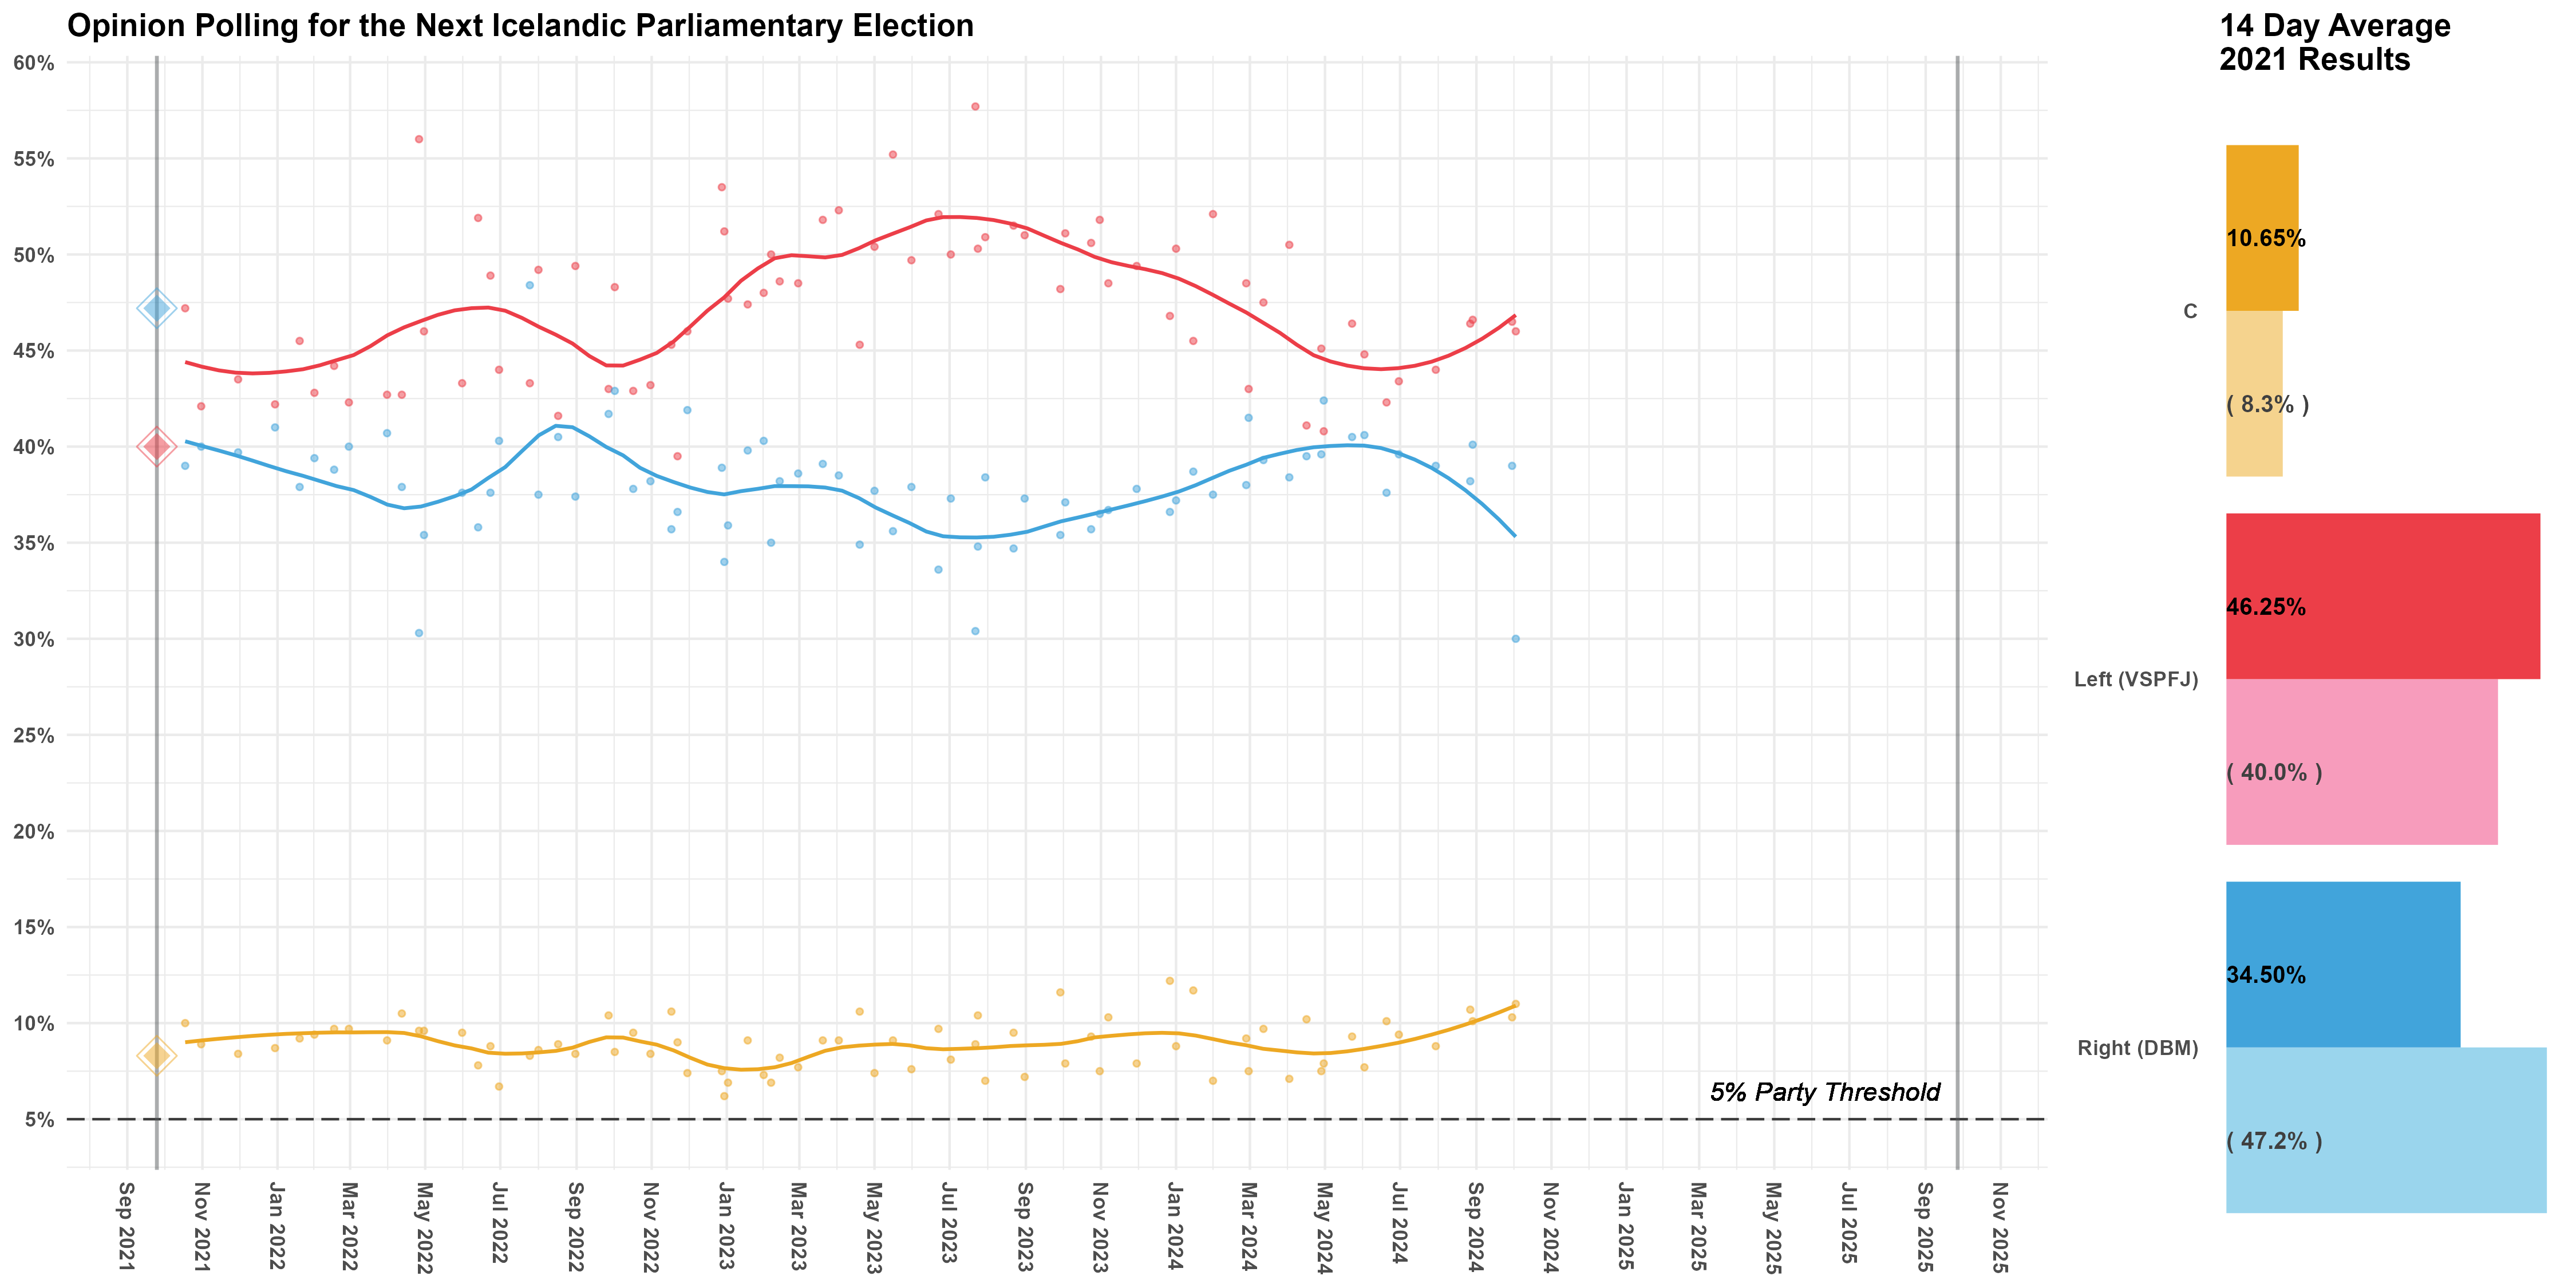 Opinion Polling for the Next Icelandic Parliamentary Election
60%
55%
50%
45%
40%
35%
30%
25%
20%
15%
10%
5%
5% Party Threshold
Sep 2021
Nov 2021
Jan 2022
Mar 2022
May 2022
Jul 2022
Sep 2022
Nov 2022
Jan 2023
Mar 2023
May 2023
Jul 2023
Sep 2023
Nov 2023
Jan 2024
Mar 2024
May 2024
Jul 2024
Sep 2024
Nov 2024
Jan 2025
Mar 2025
May 2025
Jul 2025
Sep 2025
Nov 2025
14 Day Average
2021 Results
C
10.65%
( 8.3% )
Left (VSPFJ)
46.25%
( 40.0% )
Right (DBM)
34.50%
( 47.2% )